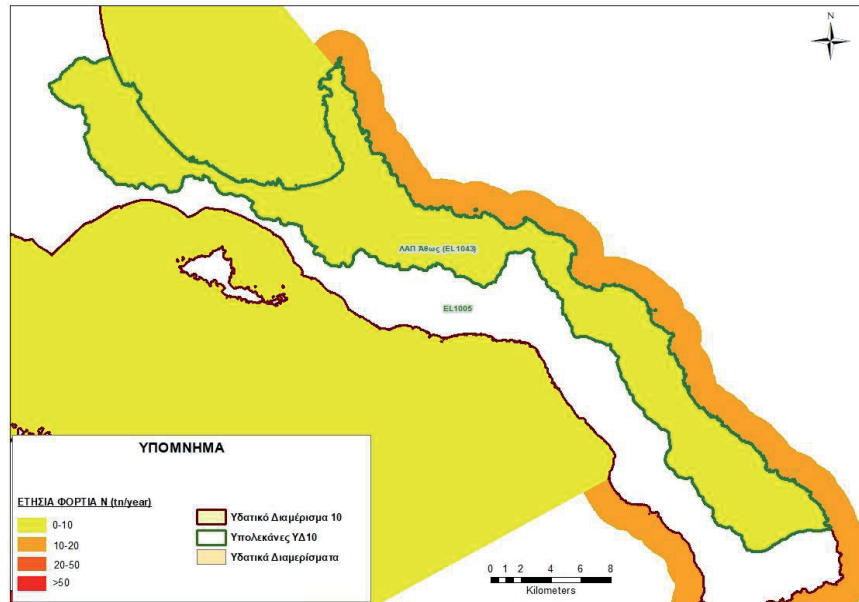 N
ΛΑΠ Άθως (EL1043)
EL1005
ΥΠΟΜΝΗΜΑ
ΕΤΗΣΙΑ ΦΟΡΤΙΑ Ν (tn/year)
0-10
10-20
20-50
>50
Υδατικό Διαμέρισμα 10
Υπολεκάνες ΥΔ10
Υδατικά Διαμερίσματα
0 1 2 4 6 8
Kilometers